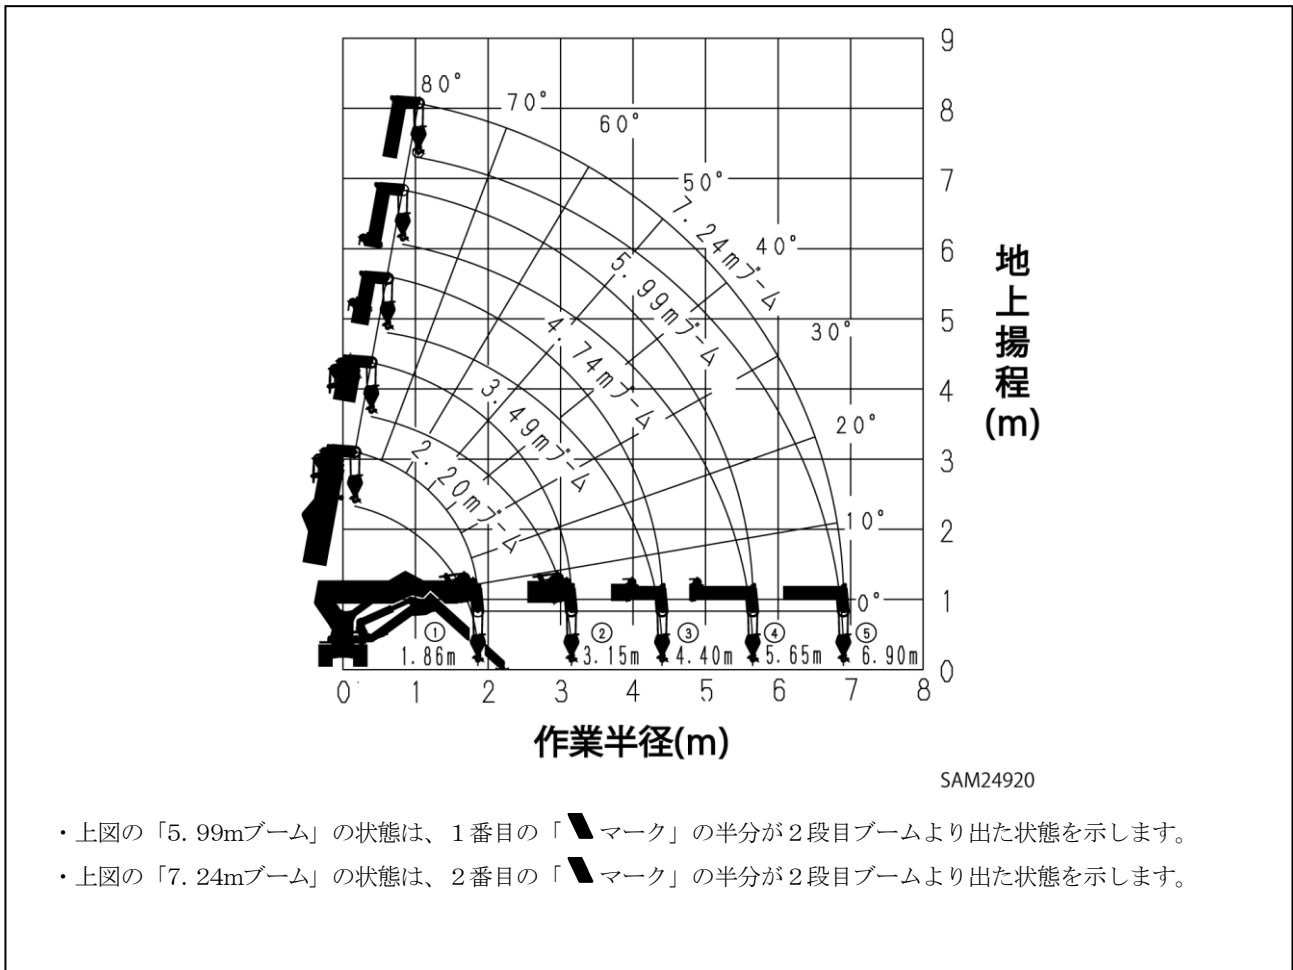 9
80°
8
70°
60°
7
50°
7.24mブーム
40°
6
5.99mブーム
地上揚程(m)
5
30°
4.74mブーム
4
3.49mブーム
20°
3
2.20mブーム
2
10°
0°
1
① ② ③ ④ ⑤
1.86m 3.15m 4.40m 5.65m 6.90m
0
0 1 2 3 4 5 6 7 8
作業半径(m)
SAM24920
・上図の「5.99mブーム」の状態は、1番目の「マーク」の半分が2段目ブームより出た状態を示します。
・上図の「7.24mブーム」の状態は、2番目の「マーク」の半分が2段目ブームより出た状態を示します。